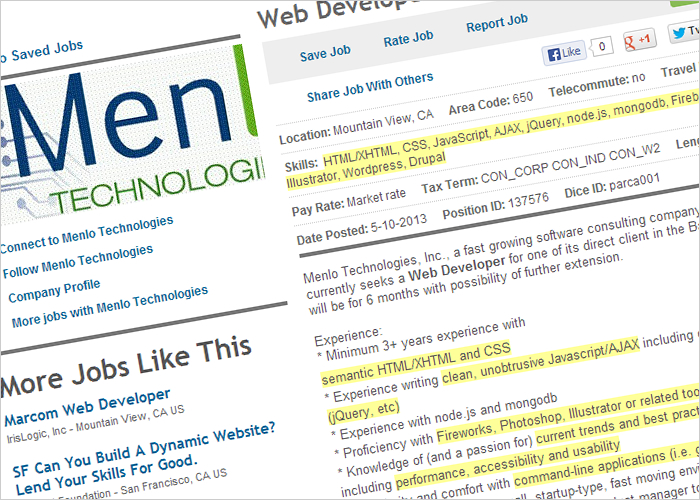 Web Develope
o Saved Jobs
Save Job
Rate Job
Report Job
Like
0
+1
Tw
Share Job With Others
Menl
TECHNOLOGI
Location: Mountain View, CA Area Code: 650 Telecommute: no Travel
Skills: HTML/XHTML, CSS, JavaScript, AJAX, jQuery, node.js, mongodb, Fireb
Illustrator, Wordpress, Drupal
Pay Rate: Market rate Tax Term: CON_CORP CON_IND CON_W2 Leng
Date Posted: 5-10-2013 Position ID: 137576 Dice ID: parca001
Connect to Menlo Technologies
Follow Menlo Technologies
Company Profile
More jobs with Menlo Technologies
Menlo Technologies, Inc., a fast growing software consulting company
currently seeks a Web Developer for one of its direct client in the B
will be for 6 months with possibility of further extension.
Experience:
* Minimum 3+ years experience with
semantic HTML/XHTML and CSS
* Experience writing clean, unobtrusive Javascript/AJAX including
(jQuery, etc)
* Experience with node.js and mongodb
* Proficiency with Fireworks, Photoshop, Illustrator or related too
* Knowledge of (and a passion for) current trends and best pract
including performance, accessibility and usability
and comfort with command-line applications (i.e. g
all, startup-type, fast moving envi
t manager to
More Jobs Like This
Marcom Web Developer
IrisLogic, Inc - Mountain View, CA US
SF Can You Build A Dynamic Website?
Lend Your Skills For Good.
Foundation - San Francisco, CA US